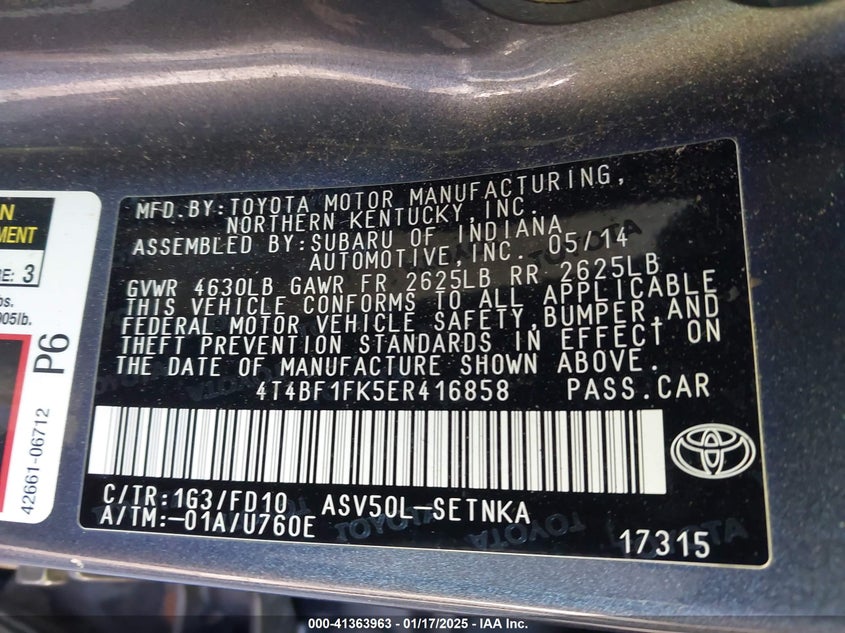 MFD.BY:TOYOTA MOTOR MANUFACTURING,
NORTHERN KENTUCKY,INC.
ASSEMBLED BY:SUBARU OF INDIANA
AUTOMOTIVE,INC. 05/14
GVWR 4630LB GAWR FR 2625LB RR 2625LB
THIS VEHICLE CONFORMS TO ALL APPLICABLE
FEDERAL MOTOR VEHICLE SAFETY,BUMPER,AND
THEFT PREVENTION STANDARDS IN EFFECT ON
THE DATE OF MANUFACTURE SHOWN ABOVE.
4T4BF1FK5ER416858 PASS.CAR
C/TR:1G3/FD10 ASV50L-SETNKA
A/TM:-01A/U760E
17315
3
P6
42661-06712
000-41363963 - 01/17/2025 - IAA Inc.